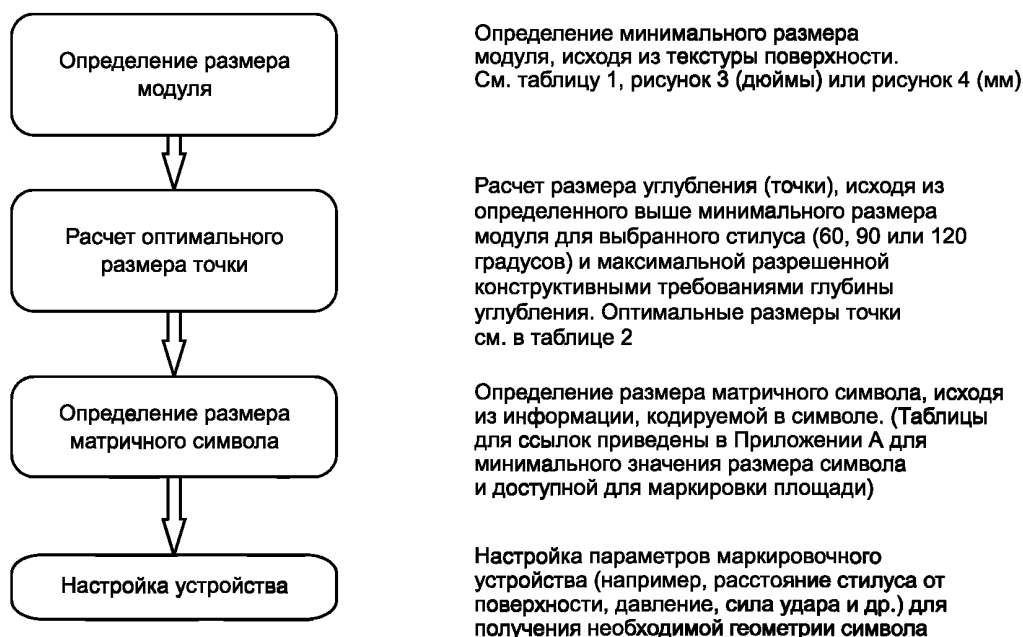 Определение размера
модуля
Определение минимального размера
модуля, исходя из текстуры поверхности.
См. таблицу 1, рисунок 3 (дюймы) или рисунок 4 (мм)
Расчет оптимального
размера точки
Расчет размера углубления (точки), исходя из
определенного выше минимального размера
модуля для выбранного стилуса (60, 90 или 120
градусов) и максимальной разрешенной
конструктивными требованиями глубины
углубления. Оптимальные размеры точки
см. в таблице 2
Определение размера
матричного символа
Определение размера матричного символа, исходя
из информации, кодируемой в символе. (Таблицы
для ссылок приведены в Приложении А для
минимального значения размера символа
и доступной для маркировки площади)
Настройка устройства
Настройка параметров маркировочного
устройства (например, расстояние стилуса от
поверхности, давление, сила удара и др.) для
получения необходимой геометрии символа